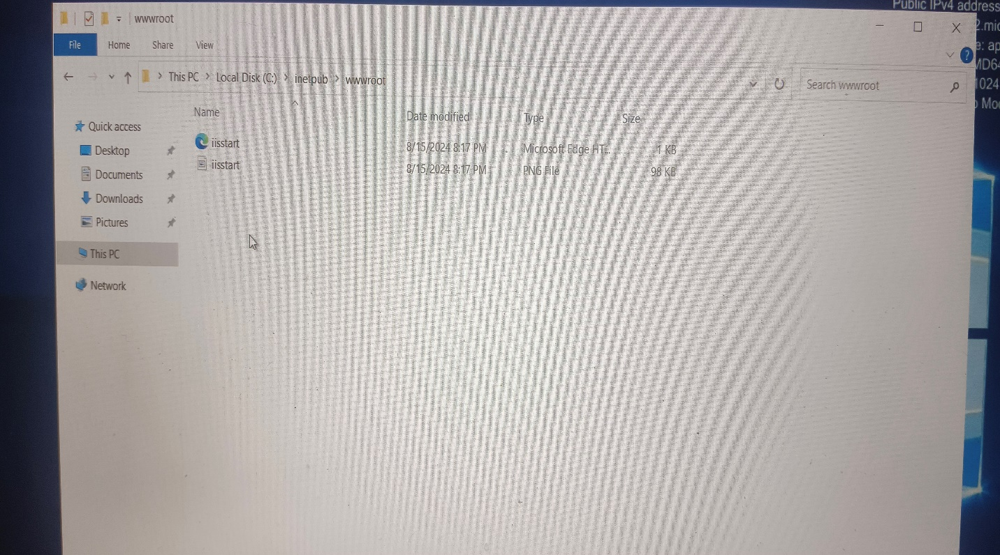 Public IPv4 address
wwwroot
2.mic
File Home Share View
e: ap
?
MD64
This PC Local Disk (C:) inetpub wwwroot
Search wwwroot
1024
Mod
Name Date modified Type Size
Quick access
iisstart 8/15/2024 8:17 PM Microsoft Edge HT... 1 KB
Desktop
iisstart 8/15/2024 8:17 PM PNG File 98 KB
Documents
Downloads
Pictures
This PC
Network